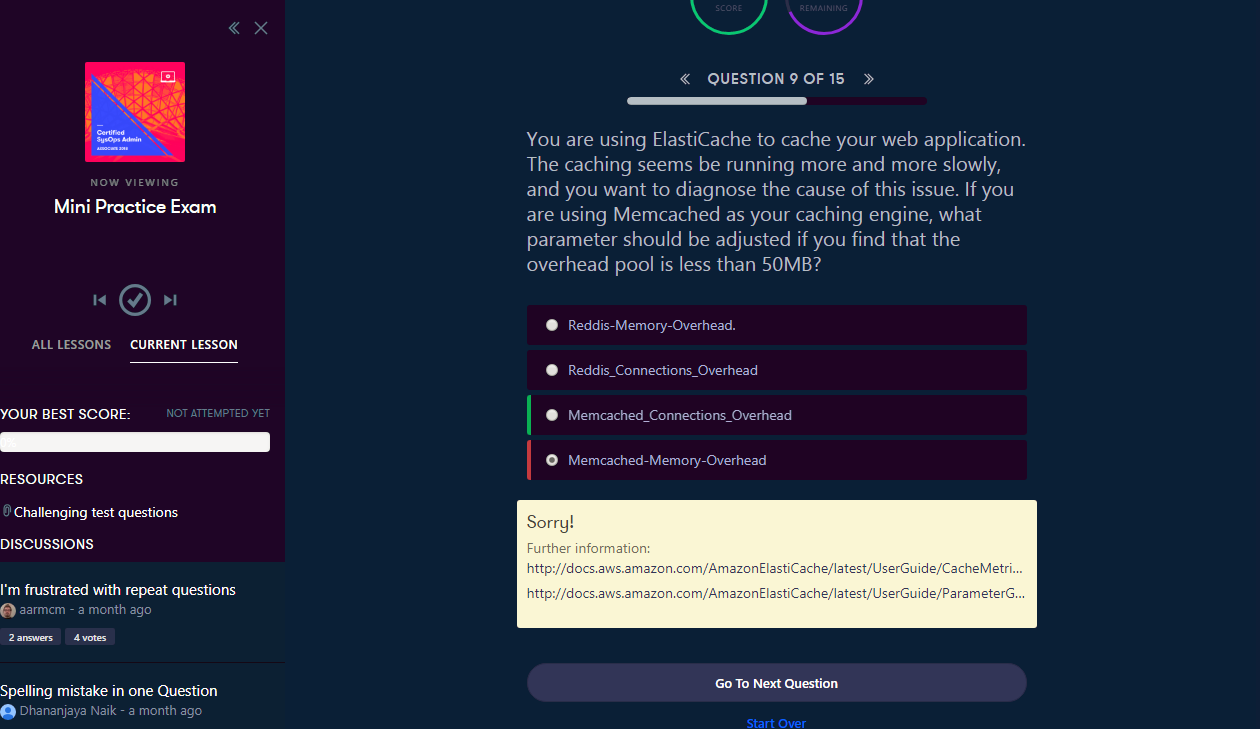 SCORE
REMAINING
Certified
SysOps Admin
NOW VIEWING
Mini Practice Exam
ALL LESSONS
CURRENT LESSON
YOUR BEST SCORE:
NOT ATTEMPTED YET
RESOURCES
Challenging test questions
DISCUSSIONS
I'm frustrated with repeat questions
aarmcm - a month ago
2 answers
4 votes
Spelling mistake in one Question
Dhananjaya Naik - a month ago
QUESTION 9 OF 15
You are using ElastiCache to cache your web application.
The caching seems be running more and more slowly,
and you want to diagnose the cause of this issue. If you
are using Memcached as your caching engine, what
parameter should be adjusted if you find that the
overhead pool is less than 50MB?
Reddis-Memory-Overhead.
Reddis_Connections_Overhead
Memcached_Connections_Overhead
Memcached-Memory-Overhead
Sorry!
Further information:
http://docs.aws.amazon.com/AmazonElastiCache/latest/UserGuide/CacheMetri...
http://docs.aws.amazon.com/AmazonElastiCache/latest/UserGuide/ParameterG...
Go To Next Question
Start Over